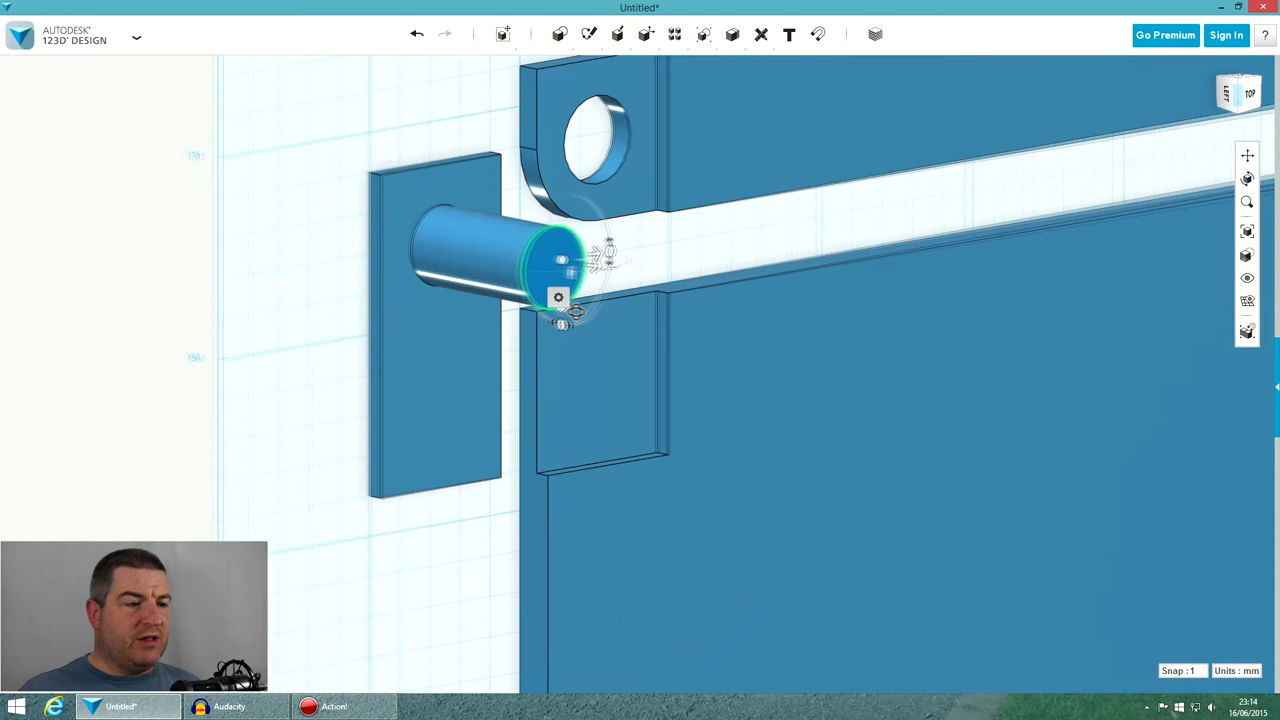 Untitled*
AUTODESK®
123D® DESIGN
Go Premium
Sign In
?
LEFT
TOP
Snap : 1
Units : mm
Untitled*
Audacity
Action!
23:14
16/06/2015